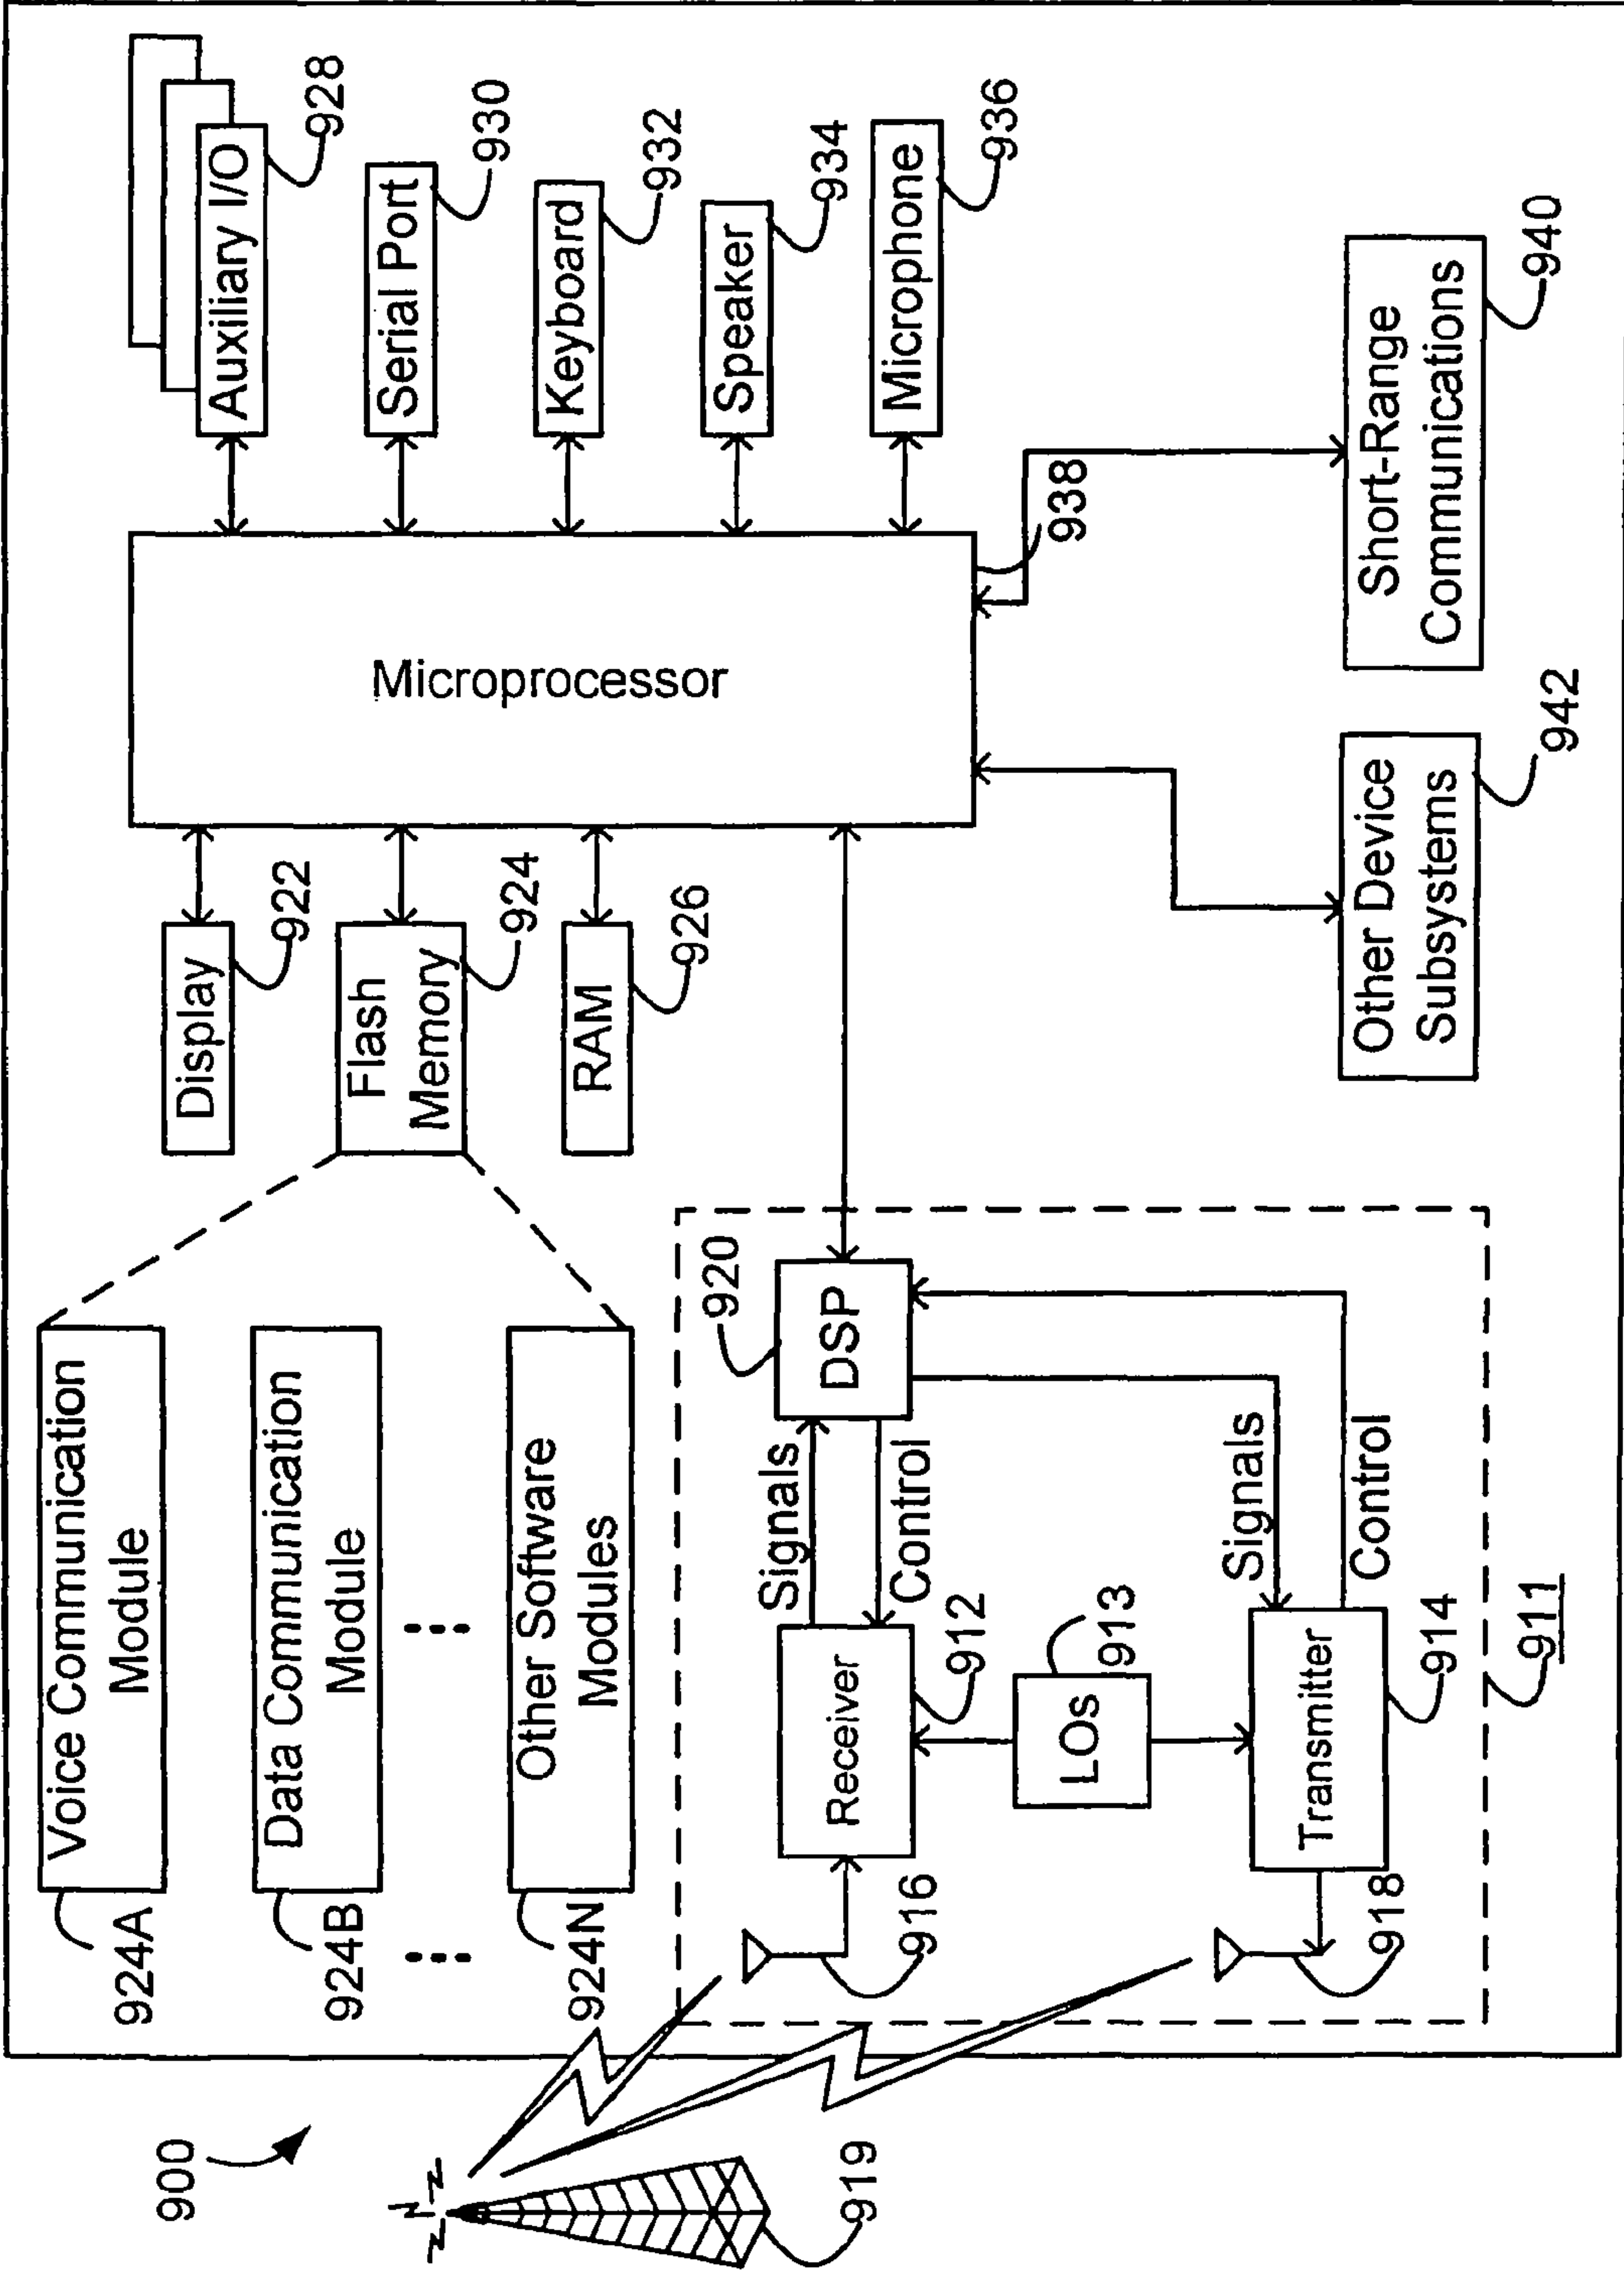 900
919
924A
Voice Communication
Module
924B
Data Communication
Module
924N
Other Software
Modules
Display
922
Flash
Memory
924
RAM
926
Microprocessor
938
Auxiliary I/O
928
Serial Port
930
Keyboard
932
Speaker
934
Microphone
936
Short-Range
Communications
940
Other Device
Subsystems
942
DSP
920
Signals
Control
Receiver
912
916
LOs
913
Signals
Control
Transmitter
914
918
911